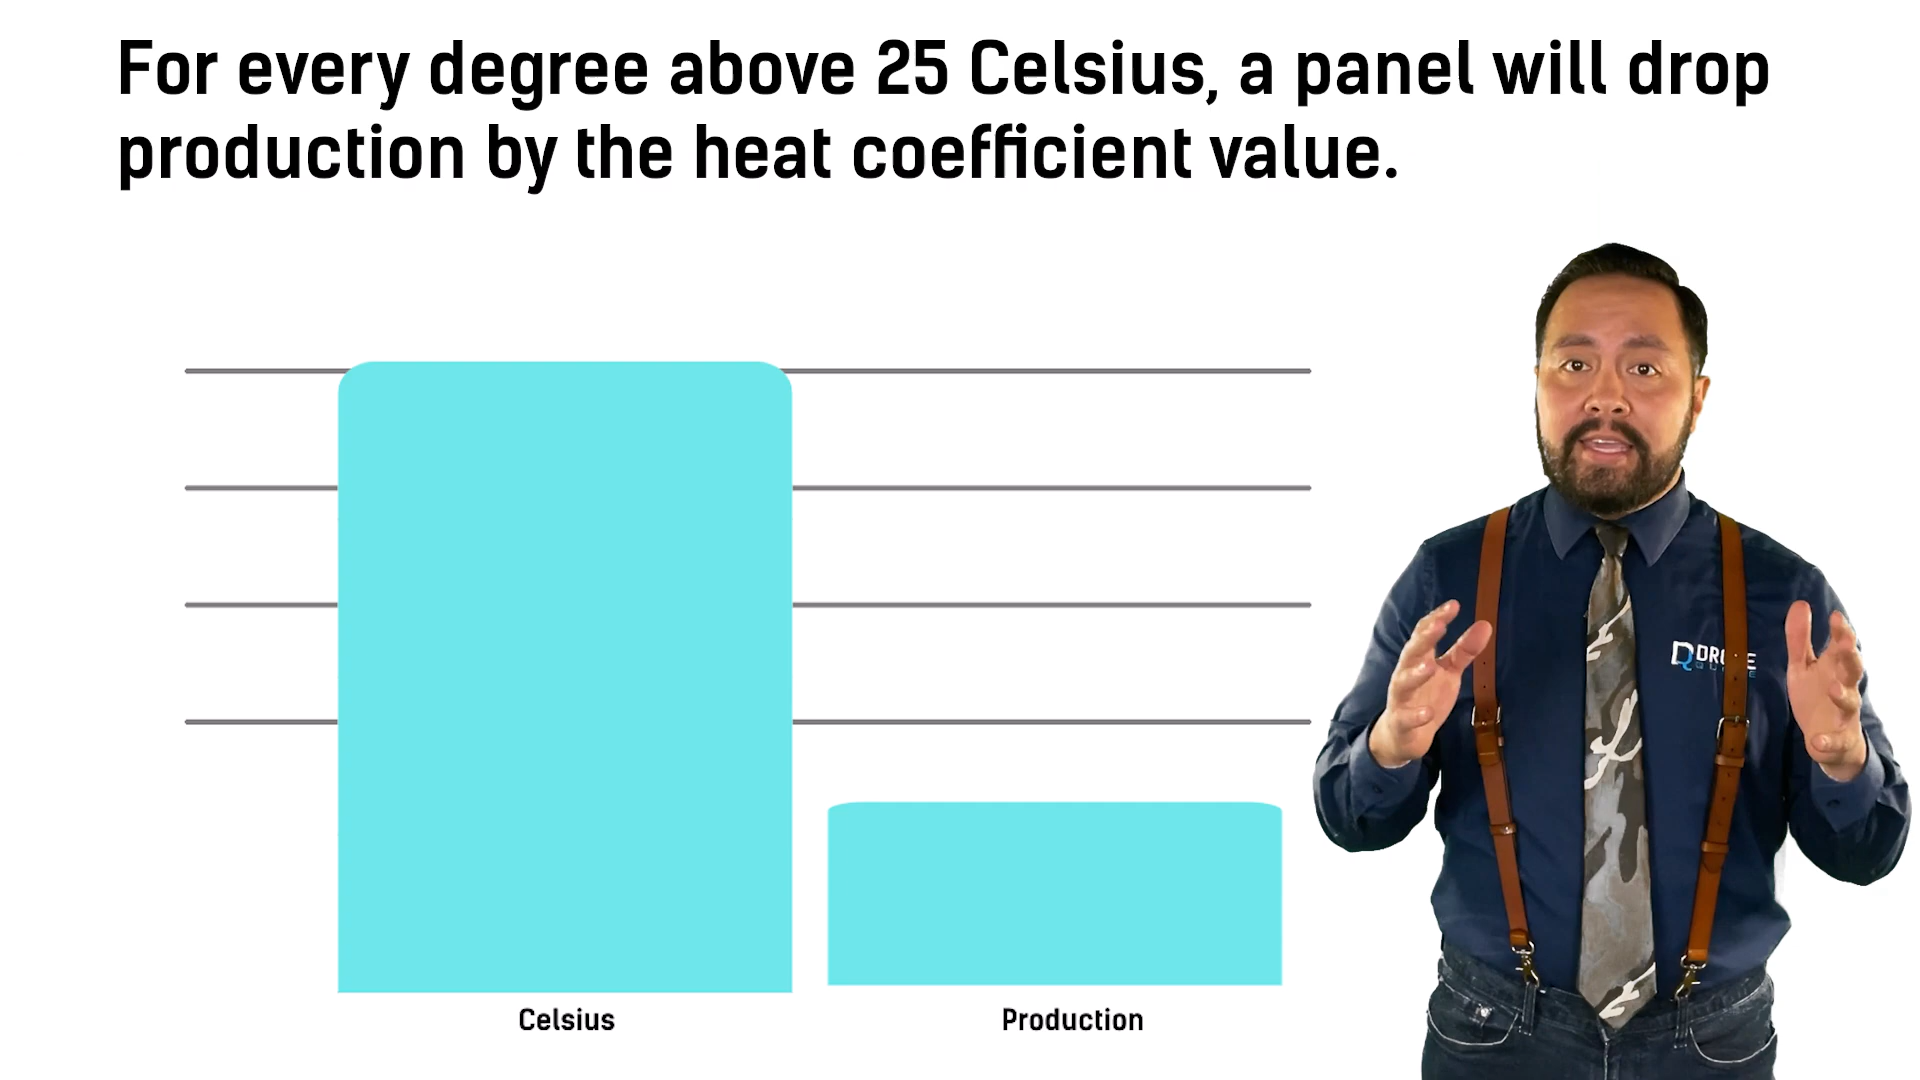 For every degree above 25 Celsius, a panel will drop
production by the heat coefficient value.
Celsius
Production